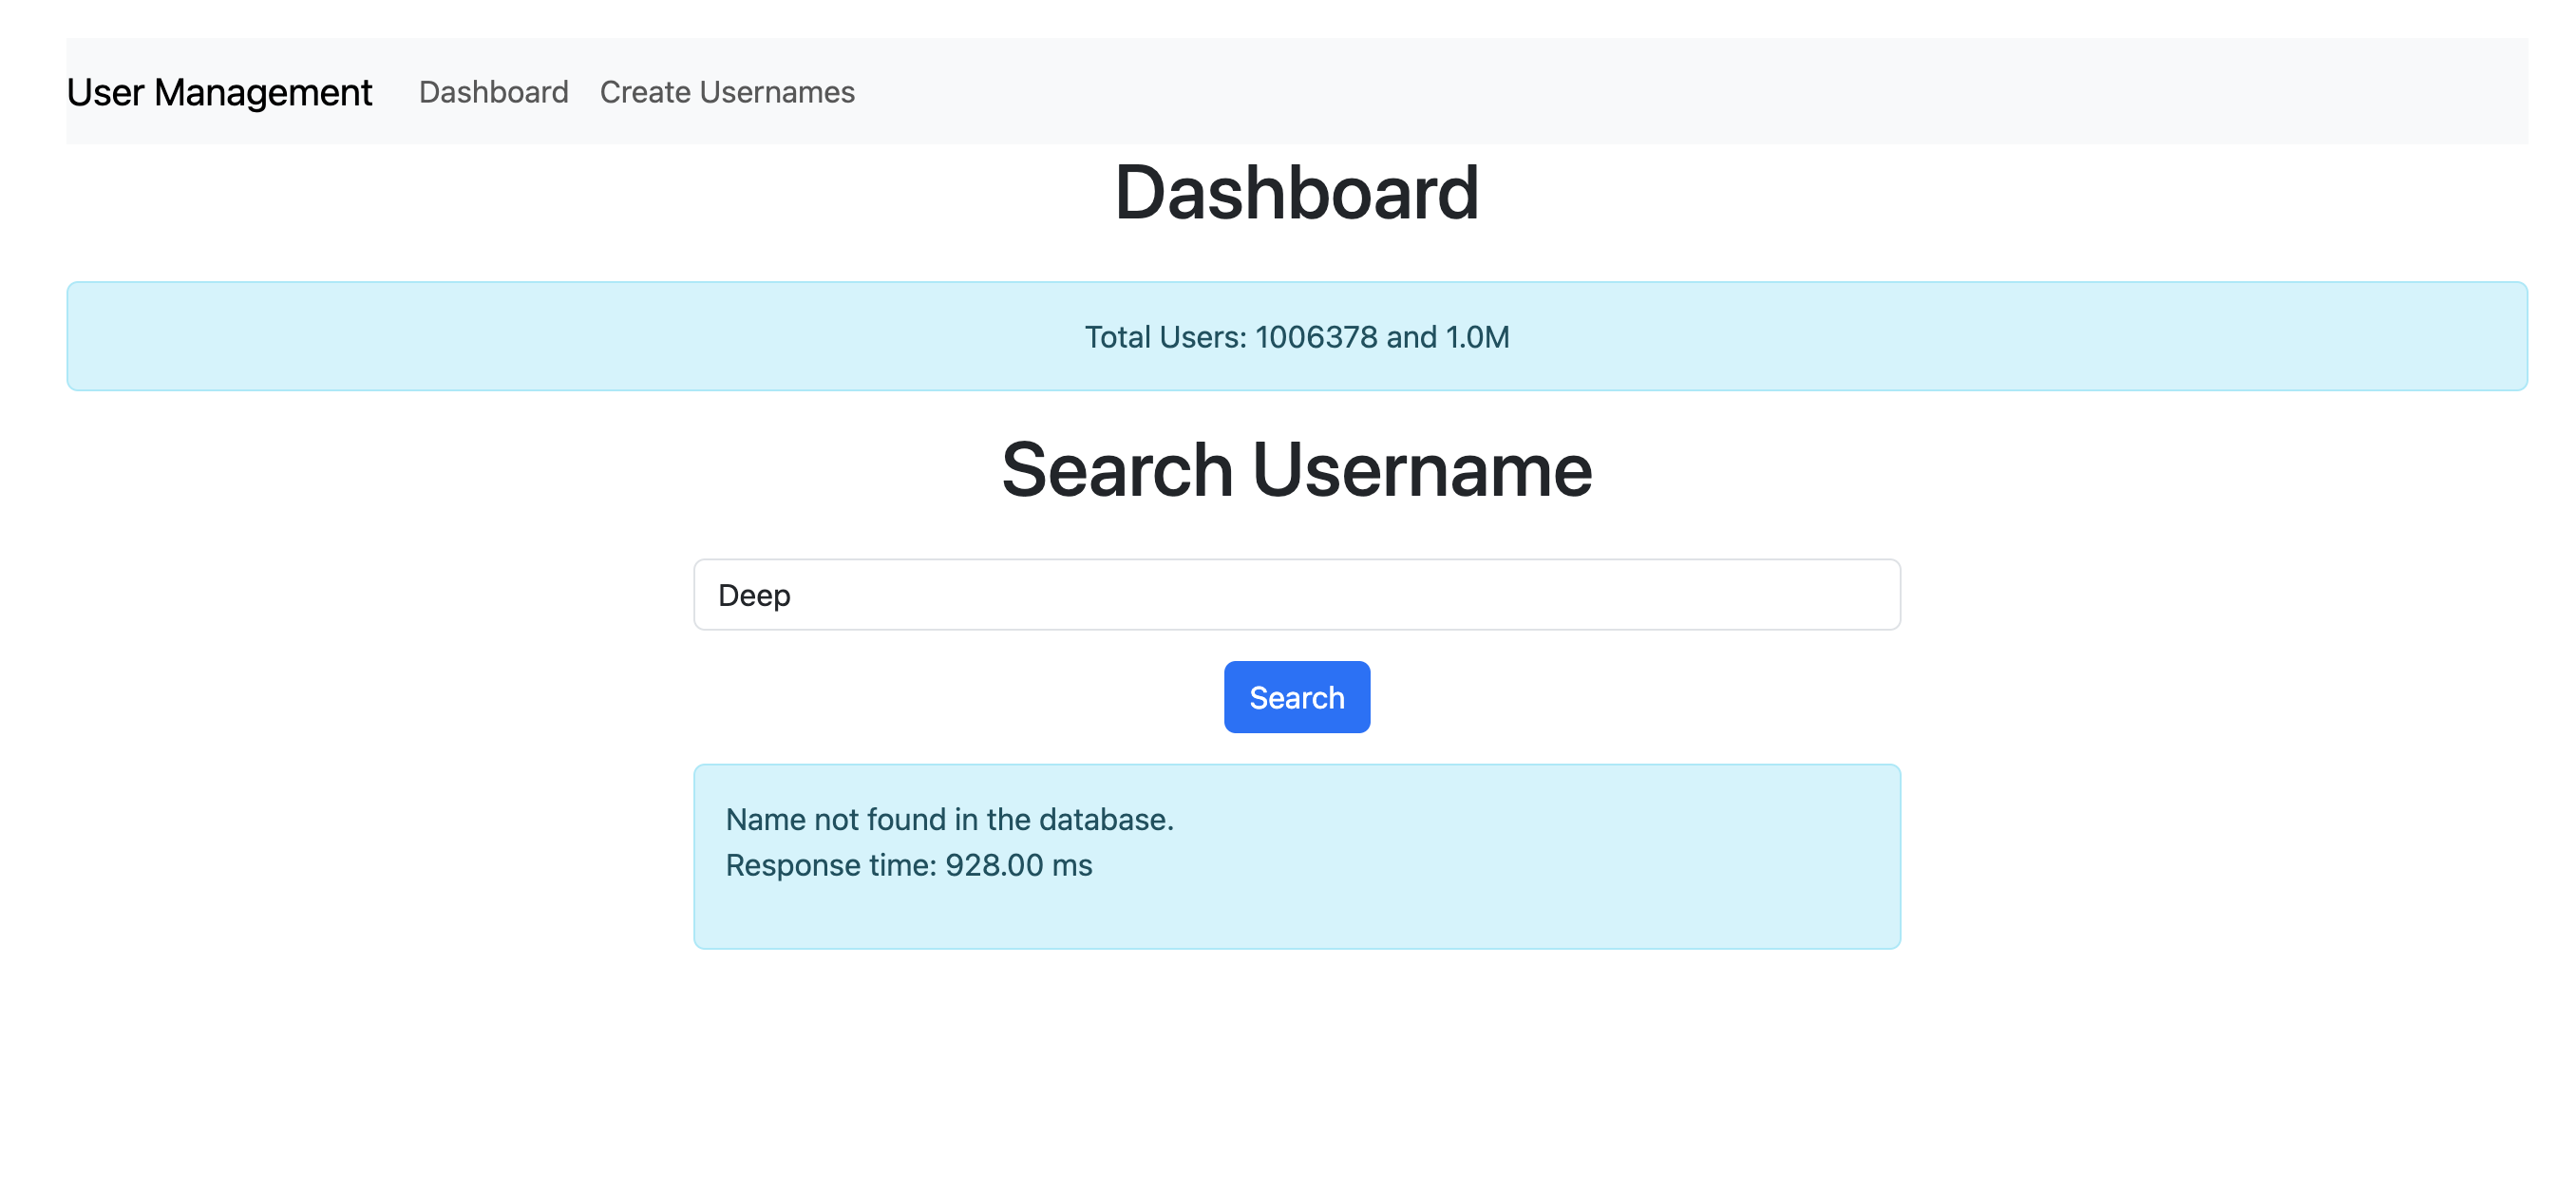 User Management Dashboard Create Usernames
Dashboard
Total Users: 1006378 and 1.0M
Search Username
Deep
Search
Name not found in the database.
Response time: 928.00 ms